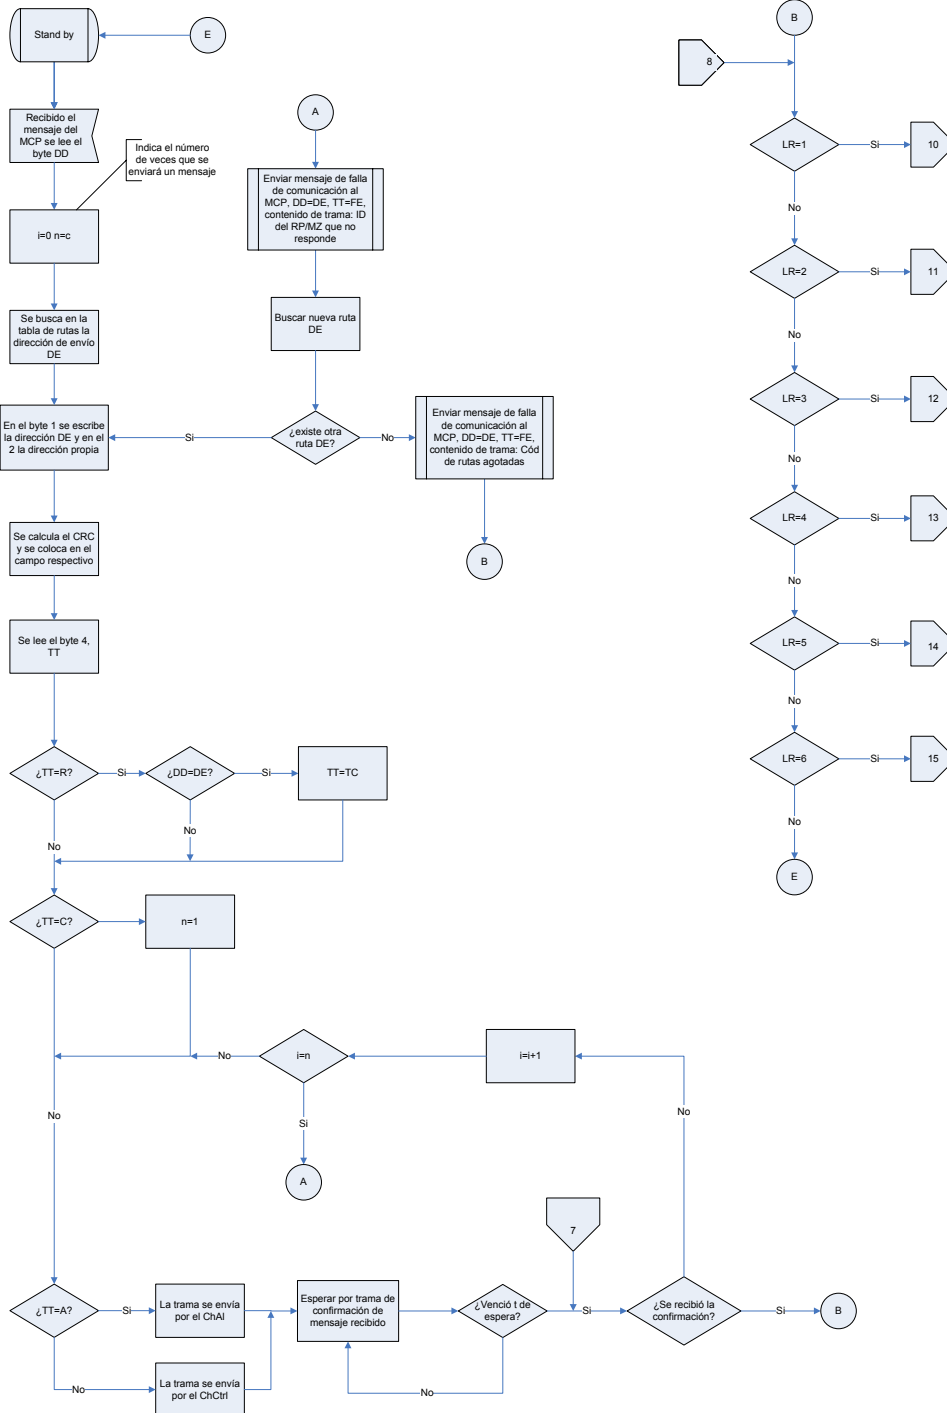 Stand by
E
Recibido el
mensaje del
MCP se lee el
byte DD
Indica el número
de veces que se
enviará un mensaje
i=0 n=c
Se busca en la
tabla de rutas la
dirección de envío
DE
En el byte 1 se escribe
la dirección DE y en el
2 la dirección propia
Se calcula el CRC
y se coloca en el
campo respectivo
Se lee el byte 4,
TT
A
Enviar mensaje de falla
de comunicación al
MCP, DD=DE, TT=FE,
contenido de trama: ID
del RP/MZ que no
responde
Buscar nueva ruta
DE
¿existe otra
ruta DE?
Si
No
Enviar mensaje de falla
de comunicación al
MCP, DD=DE, TT=FE,
contenido de trama: Cód
de rutas agotadas
B
¿TT=R?
Si
¿DD=DE?
Si
TT=TC
No
No
¿TT=C?
n=1
No
i=n
No
i=i+1
Si
A
No
7
¿TT=A?
Si
La trama se envía
por el ChAl
No
La trama se envía
por el ChCtrl
Esperar por trama de
confirmación de
mensaje recibido
¿Venció t de
espera?
No
Si
¿Se recibió la
confirmación?
Si
B
B
8
LR=1
Si
10
No
LR=2
Si
11
No
LR=3
Si
12
No
LR=4
Si
13
No
LR=5
Si
14
No
LR=6
Si
15
No
E